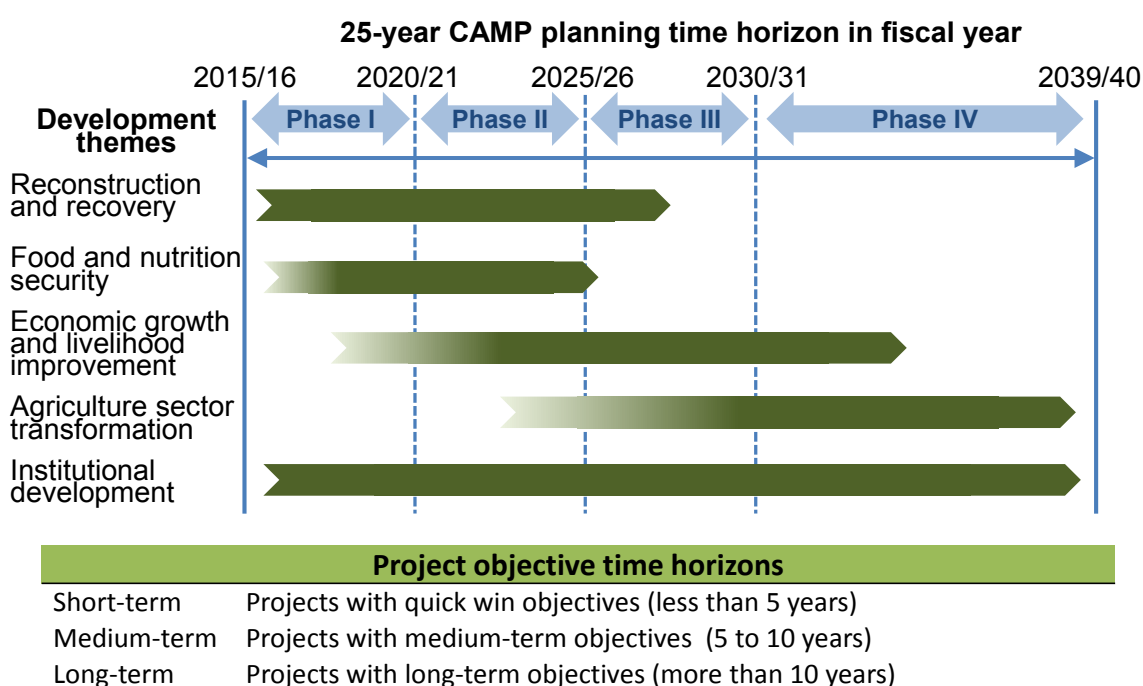 25-year CAMP planning time horizon in fiscal year
2015/16 2020/21 2025/26 2030/31 2039/40
Development
themes
Phase I Phase II Phase III Phase IV
Reconstruction
and recovery
Food and nutrition
security
Economic growth
and livelihood
improvement
Agriculture sector
transformation
Institutional
development
Project objective time horizons
Short-term Projects with quick win objectives (less than 5 years)
Medium-term Projects with medium-term objectives (5 to 10 years)
Long-term Projects with long-term objectives (more than 10 years)